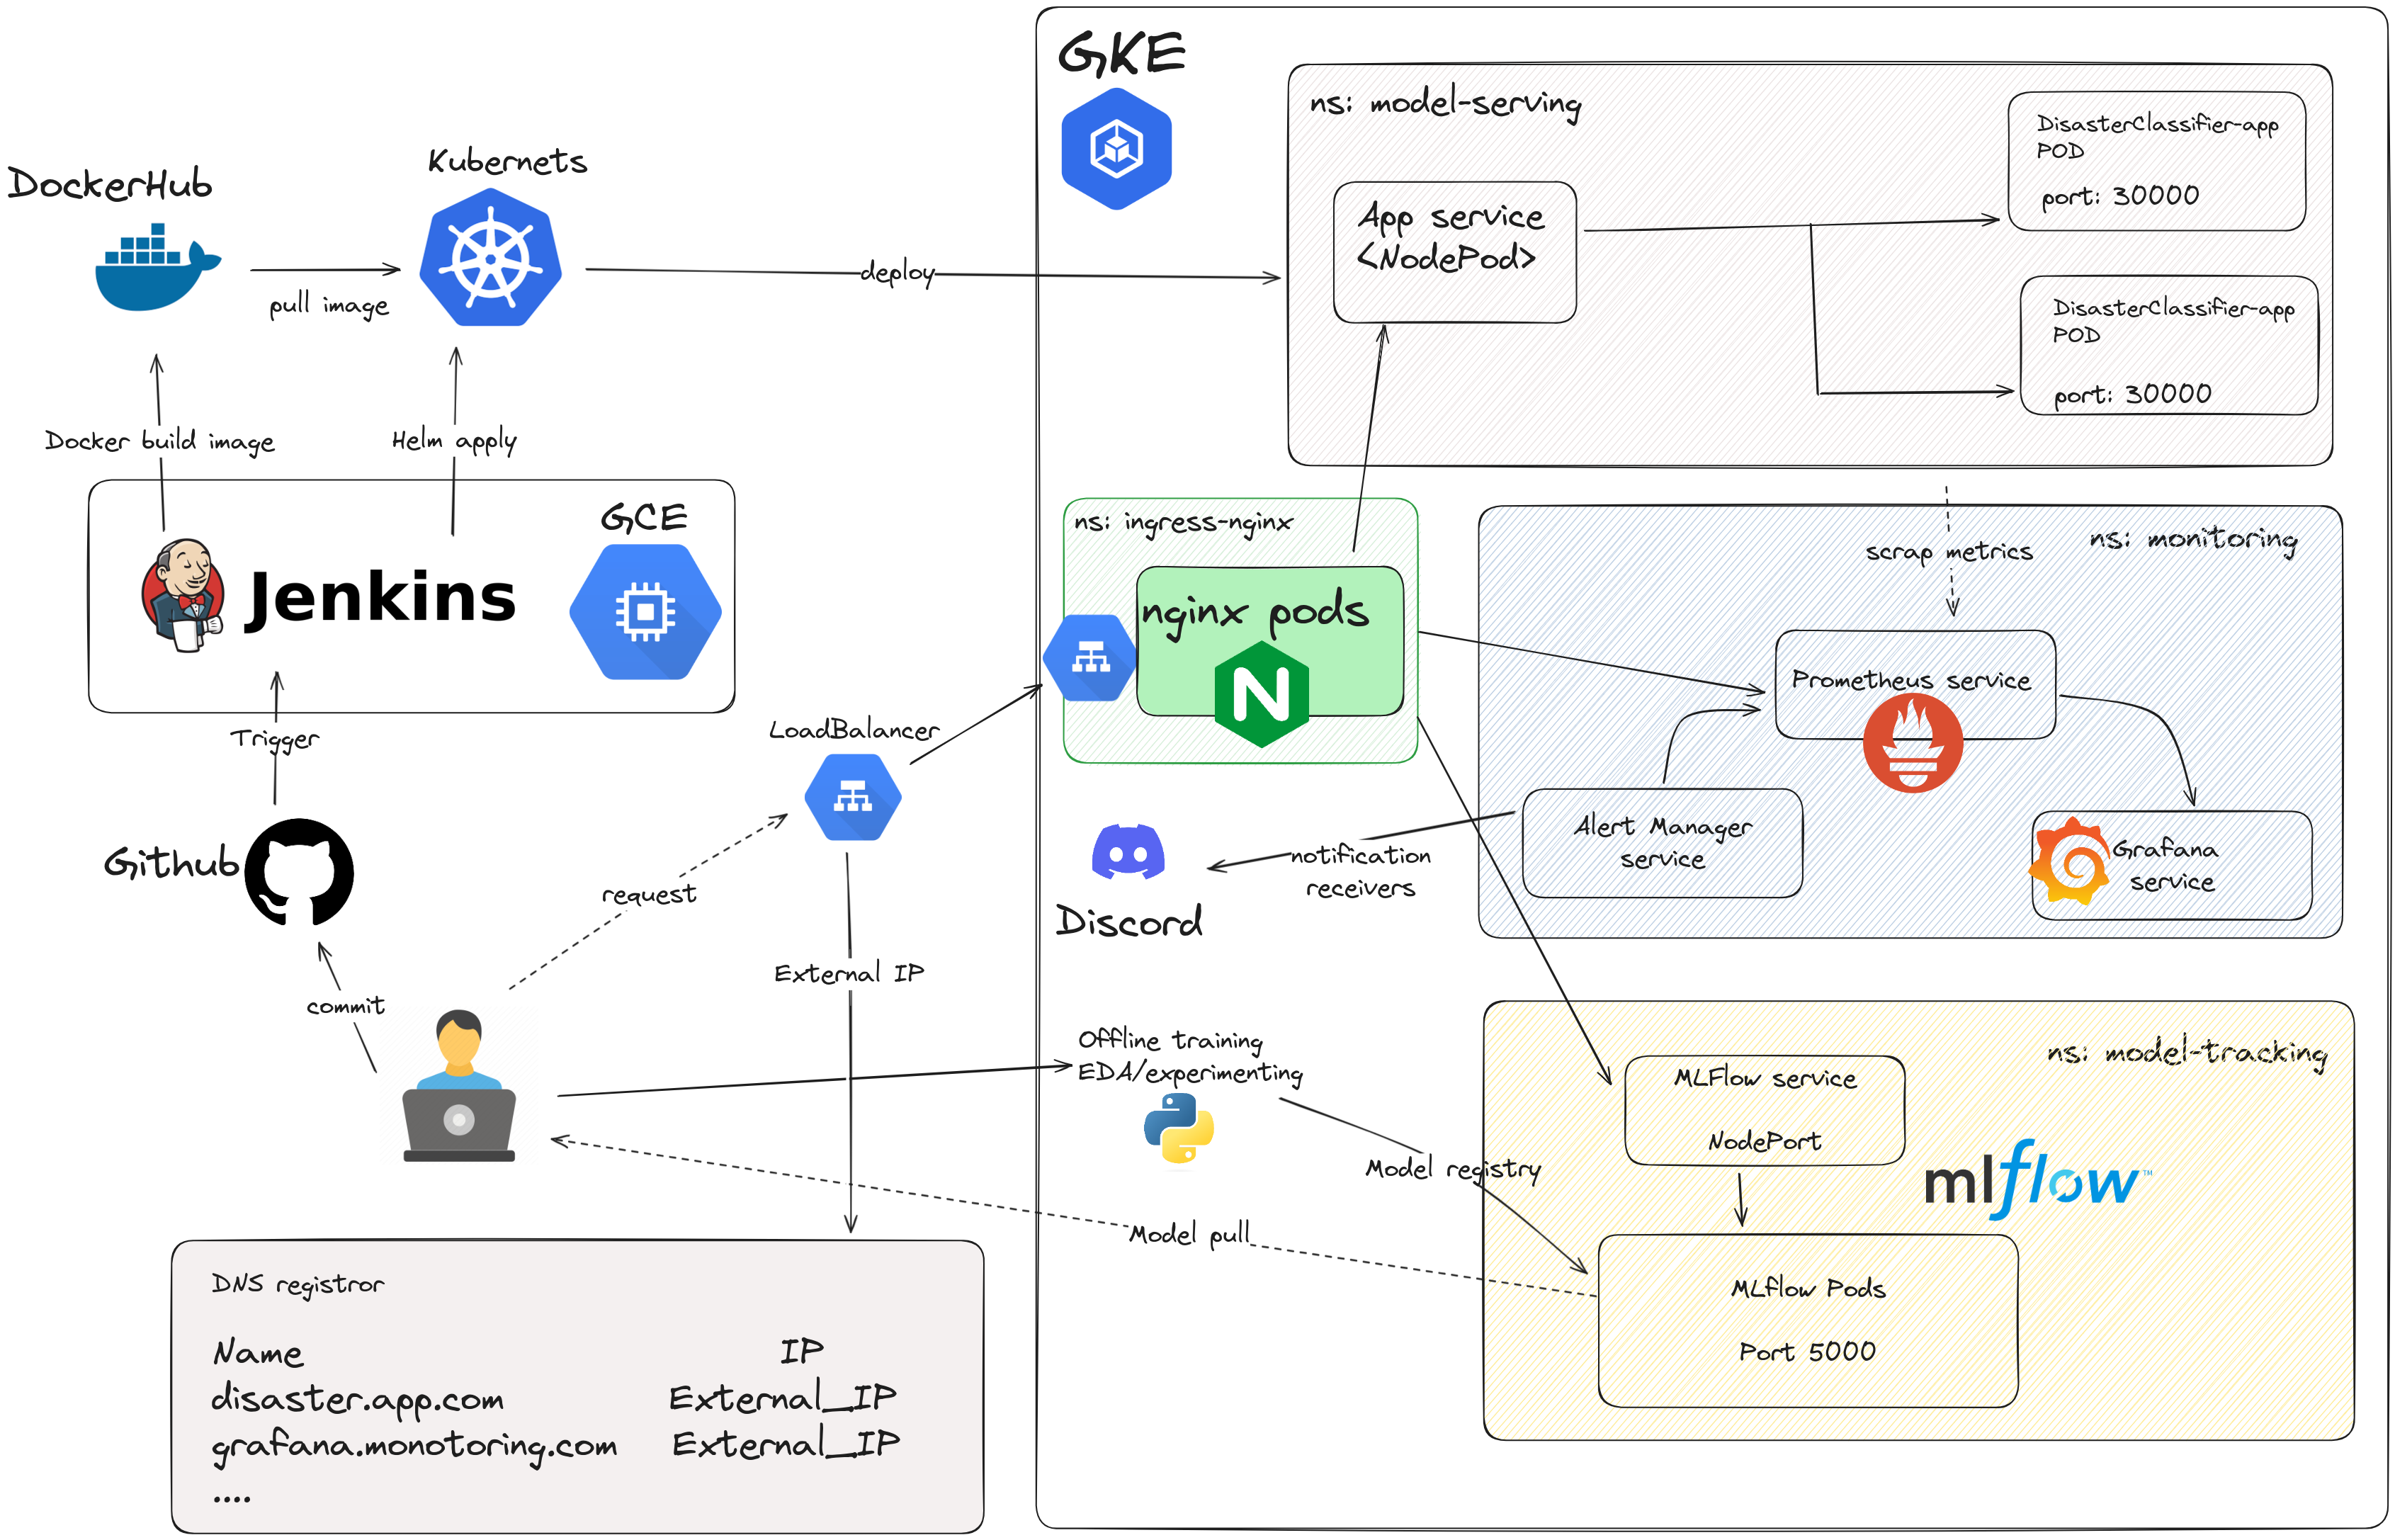 GKE
ns: model-serving
DisasterClassifier-app
POD
port: 30000
App service
<NodePod>
DisasterClassifier-app
POD
port: 30000
DockerHub
Kubernets
pull image
deploy
Docker build image
Helm apply
GCE
Jenkins
Trigger
Github
commit
request
LoadBalancer
External IP
ns: ingress-nginx
nginx pods
N
scrap metrics
ns: monitoring
Prometheus service
Alert Manager
service
Grafana
service
notification
receivers
Discord
Offline training
EDA/experimenting
Model registry
Model pull
ns: model-tracking
MLFlow service
NodePort
mlflow™
MLflow Pods
Port 5000
DNS registror
Name IP
disaster.app.com External_IP
grafana.monotoring.com External_IP
....